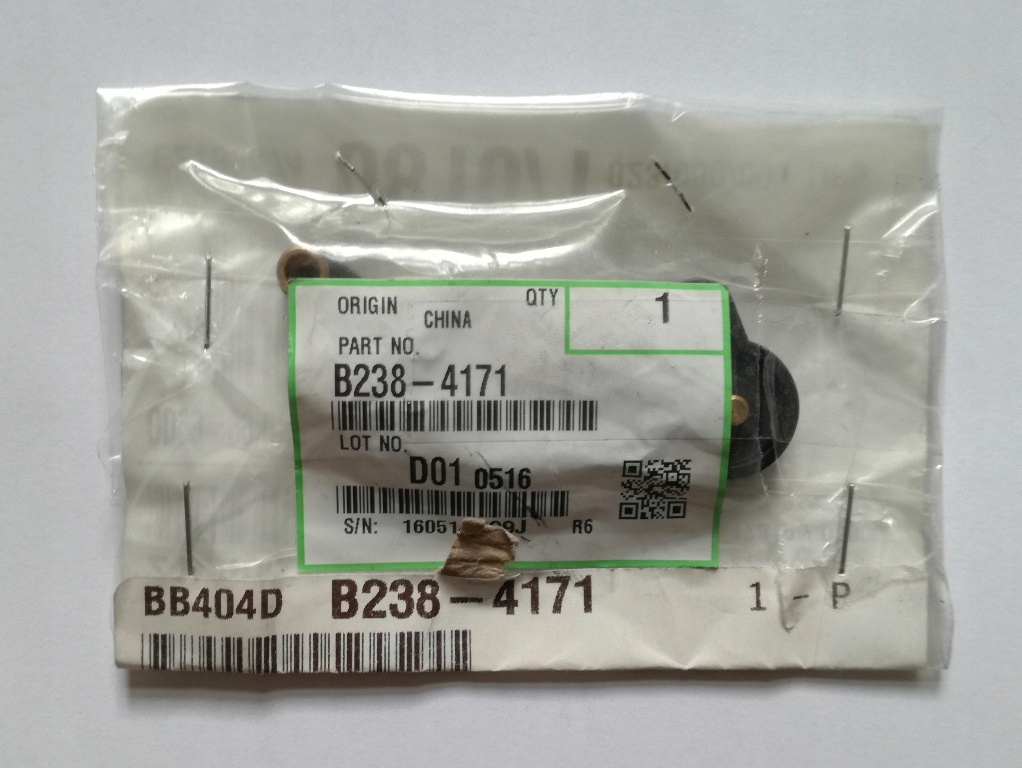 ORIGIN CHINA QTY 1
PART NO.
B238-4171
LOT NO.
D01 0516
S/N: R6
BB404D B238-4171 1 - P